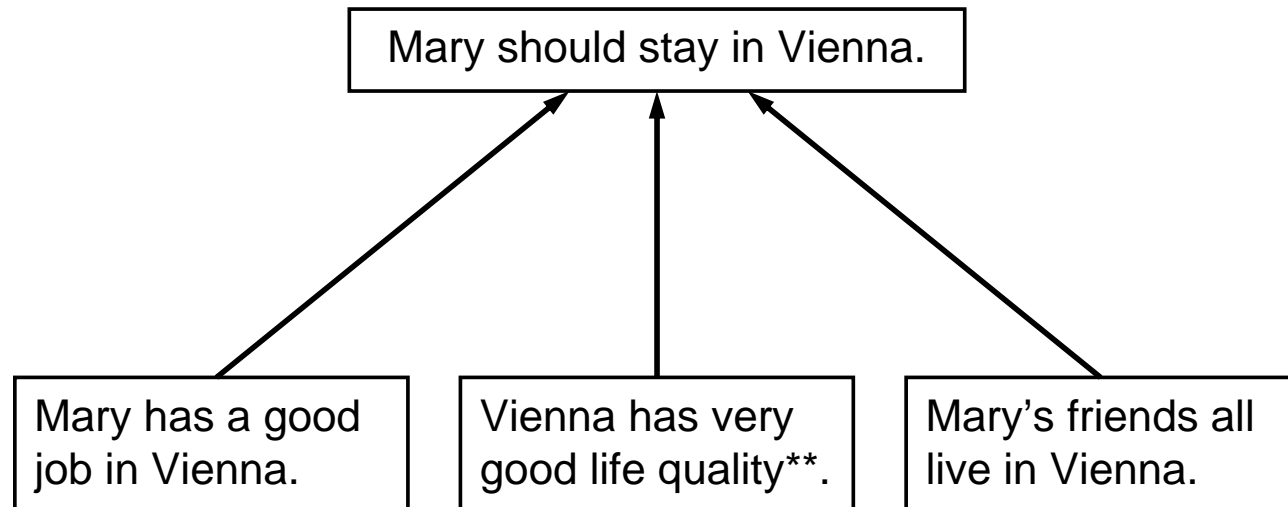 Mary should stay in Vienna.
Mary has a good
job in Vienna.
Vienna has very
good life quality**.
Mary’s friends all
live in Vienna.